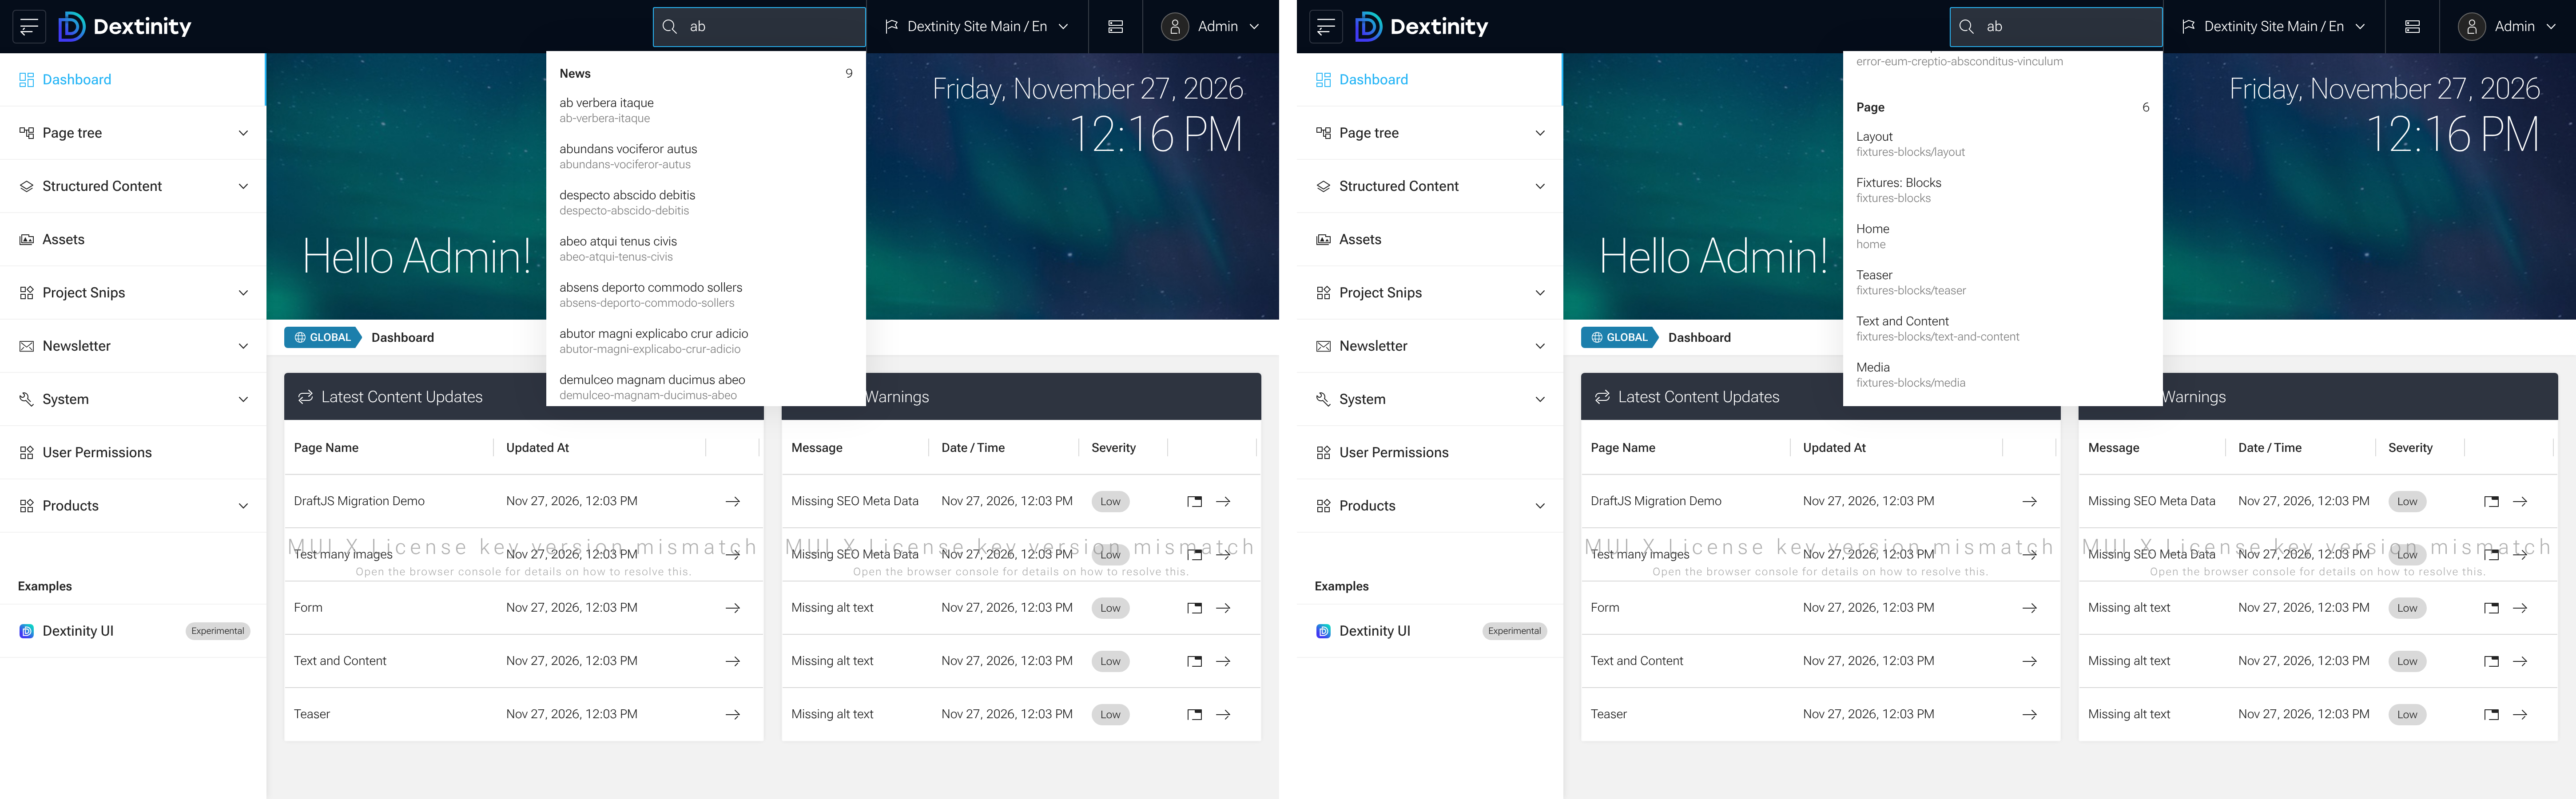 Dextinity
ab
Dextinity Site Main / En
Admin
Dashboard
Page tree
Structured Content
Assets
Project Snips
Newsletter
System
User Permissions
Products
Examples
Dextinity UI
Experimental
News
9
ab verbera itaque
ab-verbera-itaque
abundans vociferor autus
abundans-vociferor-autus
despecto abscido debitis
despecto-abscido-debitis
abeo atqui tenus civis
abeo-atqui-tenus-civis
absens deporto commodo sollers
absens-deporto-commodo-sollers
abutor magni explicabo crur adicio
abutor-magni-explicabo-crur-adicio
demulceo magnam ducimus abeo
demulceo-magnam-ducimus-abeo
Friday, November 27, 2026
12:16 PM
Hello Admin!
GLOBAL
Dashboard
Latest Content Updates
Page Name Updated At
DraftJS Migration Demo Nov 27, 2026, 12:03 PM
Test many images Nov 27, 2026, 12:03 PM
MUI X License key version mismatch
Open the browser console for details on how to resolve this.
Form Nov 27, 2026, 12:03 PM
Text and Content Nov 27, 2026, 12:03 PM
Teaser Nov 27, 2026, 12:03 PM
Warnings
Message Date / Time Severity
Missing SEO Meta Data Nov 27, 2026, 12:03 PM Low
Missing SEO Meta Data Nov 27, 2026, 12:03 PM Low
MUI X License key version mismatch
Open the browser console for details on how to resolve this.
Missing alt text Nov 27, 2026, 12:03 PM Low
Missing alt text Nov 27, 2026, 12:03 PM Low
Missing alt text Nov 27, 2026, 12:03 PM Low
Dextinity
ab
Dextinity Site Main / En
Admin
Dashboard
Page tree
Structured Content
Assets
Project Snips
Newsletter
System
User Permissions
Products
Examples
Dextinity UI
Experimental
error-eum-creptio-absconditus-vinculum
Page
6
Layout
fixtures-blocks/layout
Fixtures: Blocks
fixtures-blocks
Home
home
Teaser
fixtures-blocks/teaser
Text and Content
fixtures-blocks/text-and-content
Media
fixtures-blocks/media
Friday, November 27, 2026
12:16 PM
Hello Admin!
GLOBAL
Dashboard
Latest Content Updates
Page Name Updated At
DraftJS Migration Demo Nov 27, 2026, 12:03 PM
Test many images Nov 27, 2026, 12:03 PM
MUI X License key version mismatch
Open the browser console for details on how to resolve this.
Form Nov 27, 2026, 12:03 PM
Text and Content Nov 27, 2026, 12:03 PM
Teaser Nov 27, 2026, 12:03 PM
Warnings
Message Date / Time Severity
Missing SEO Meta Data Nov 27, 2026, 12:03 PM Low
Missing SEO Meta Data Nov 27, 2026, 12:03 PM Low
MUI X License key version mismatch
Open the browser console for details on how to resolve this.
Missing alt text Nov 27, 2026, 12:03 PM Low
Missing alt text Nov 27, 2026, 12:03 PM Low
Missing alt text Nov 27, 2026, 12:03 PM Low